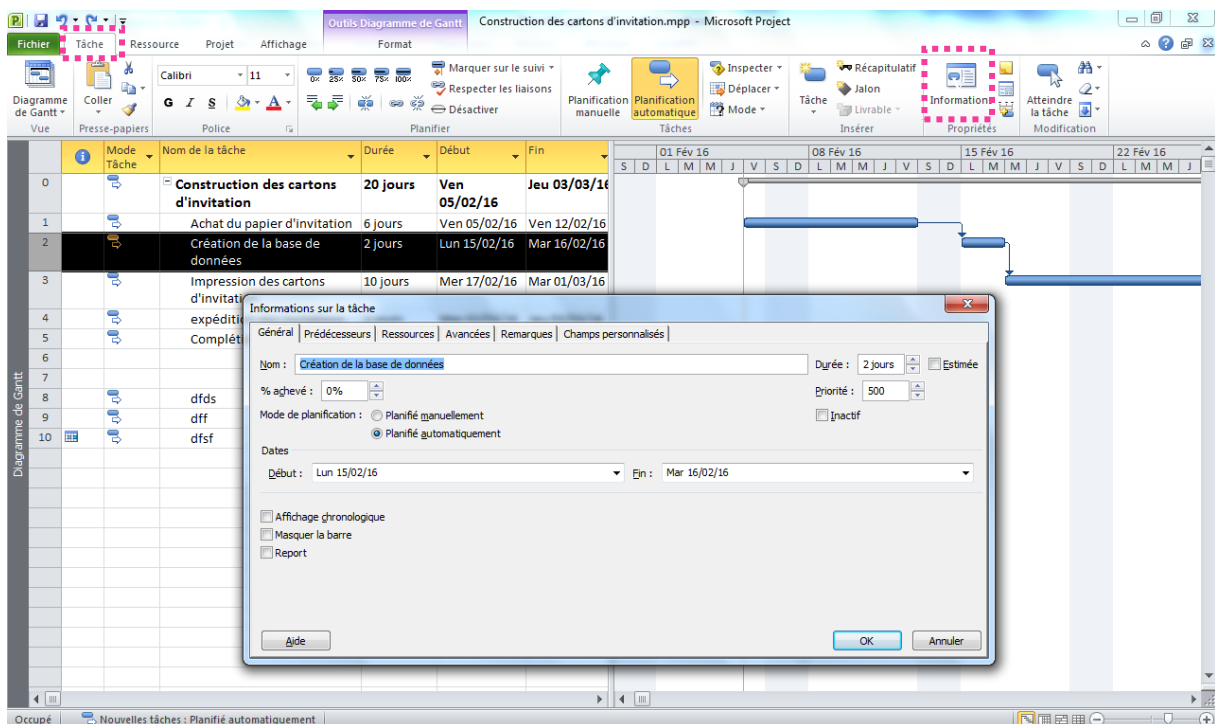 Outils Diagramme de Gantt
Construction des cartons d'invitation.mpp - Microsoft Project
Fichier Tâche Ressource Projet Affichage Format
Diagramme de Gantt
Vue
Coller
Presse-papiers
Calibri 11
G I S A
Police
0% 25% 50% 75% 100%
Marquer sur le suivi
Respecter les liaisons
Désactiver
Planifier
Planification manuelle
Planification automatique
Inspecter
Déplacer
Mode
Tâches
Tâche
Récapitulatif
Jalon
Livrable
Insérer
Informations
Propriétés
Atteindre la tâche
Modification
Mode Tâche Nom de la tâche Durée Début Fin
01 Fév 16 08 Fév 16 15 Fév 16 22 Fév 16
S D L M M J V S D L M M J V S D L M M J V S D L M M J
0 Construction des cartons d'invitation 20 jours Ven 05/02/16 Jeu 03/03/16
1 Achat du papier d'invitation 6 jours Ven 05/02/16 Ven 12/02/16
2 Création de la base de données 2 jours Lun 15/02/16 Mar 16/02/16
3 Impression des cartons 10 jours Mer 17/02/16 Mar 01/03/16
4
5
6
7
8 dfds
9 dff
10 dfsf
Diagramme de Gantt
Informations sur la tâche
Général Prédécesseurs Ressources Avancées Remarques Champs personnalisés
Nom : Création de la base de données Durée : 2 jours Estimée
% achevé : 0% Priorité : 500
Mode de planification : Planifié manuellement Inactif
Planifié automatiquement
Dates
Début : Lun 15/02/16 Fin : Mar 16/02/16
Affichage chronologique
Masquer la barre
Report
Aide OK Annuler
Occupé Nouvelles tâches : Planifié automatiquement